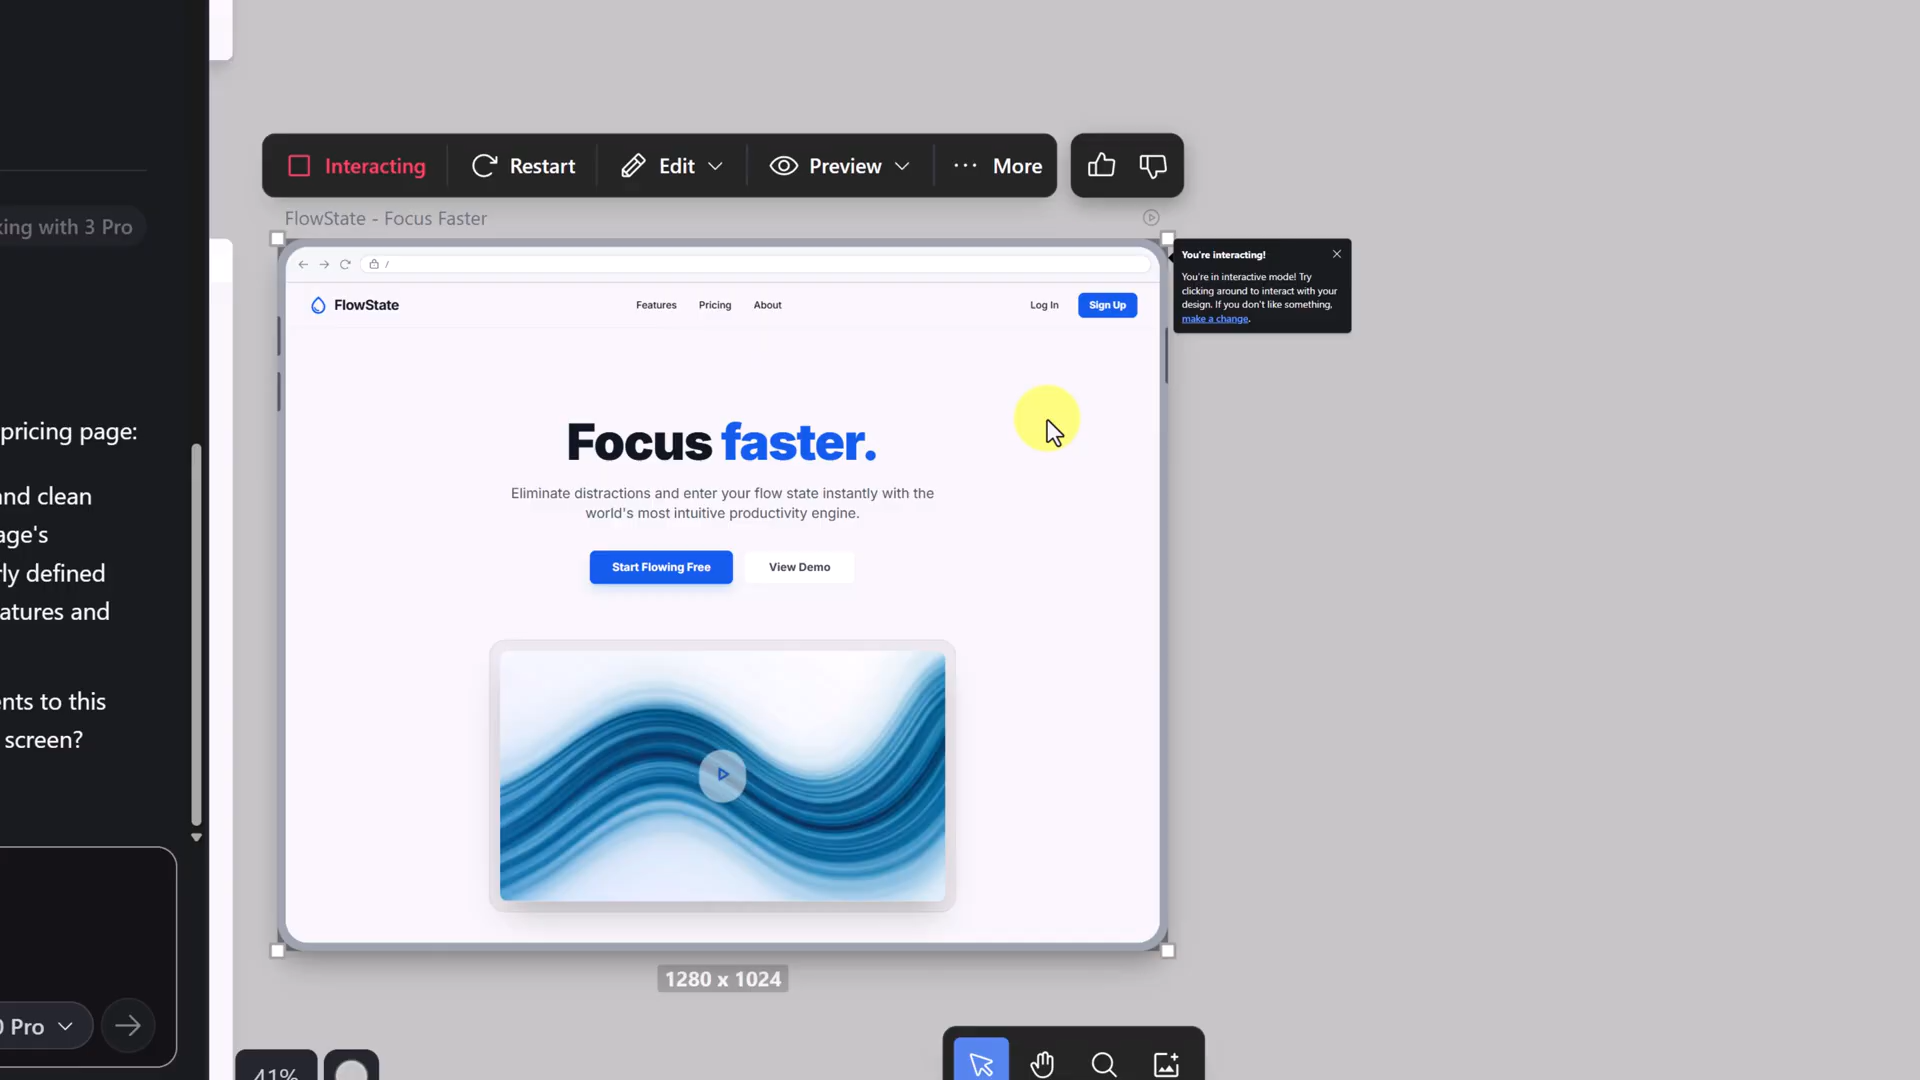 king with 3 Pro
pricing page:
and clean
age's
rly defined
atures and
nts to this
screen?
0 Pro
Interacting
Restart
Edit
Preview
More
FlowState - Focus Faster
/
FlowState
Features
Pricing
About
Log In
Sign Up
Focus faster.
Eliminate distractions and enter your flow state instantly with the
world's most intuitive productivity engine.
Start Flowing Free
View Demo
You're interacting!
You're in interactive mode! Try
clicking around to interact with your
design. If you don't like something,
make a change.
1280 x 1024
41%